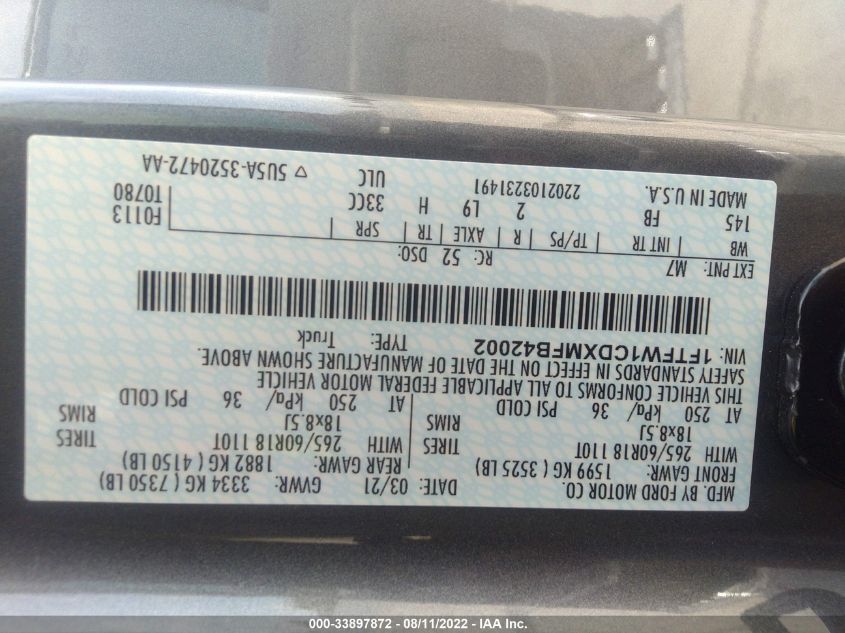 MFD. BY FORD MOTOR CO.
DATE: 03/21 GVWR: 3334 KG ( 7350 LB)
FRONT GAWR: 1599 KG ( 3525 LB) REAR GAWR: 1882 KG ( 4150 LB)
WITH 265/60R18 110T TIRES WITH 265/60R18 110T TIRES
18x8.5J RIMS 18x8.5J RIMS
AT 250 kPa/ 36 PSI COLD AT 250 kPa/ 36 PSI COLD
THIS VEHICLE CONFORMS TO ALL APPLICABLE FEDERAL MOTOR VEHICLE
SAFETY STANDARDS IN EFFECT ON THE DATE OF MANUFACTURE SHOWN ABOVE.
VIN: 1FTFW1CDXMFB42002 TYPE: Truck
EXT PNT: M7 RC: 52 DSO:
WB | INT TR | TP/PS | R | AXLE | TR | SPR
145 FB 2 L9 H 33CC
F0113
T0780
MADE IN U.S.A. 2202103231491 ULC ▽ 5U5A-3520472-AA
000-33897872 // 08/11/2022 // IAA Inc.